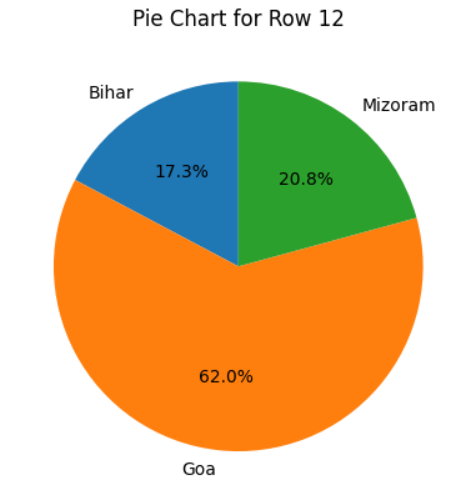 Pie Chart for Row 12
Bihar
Mizoram
17.3%
20.8%
62.0%
Goa